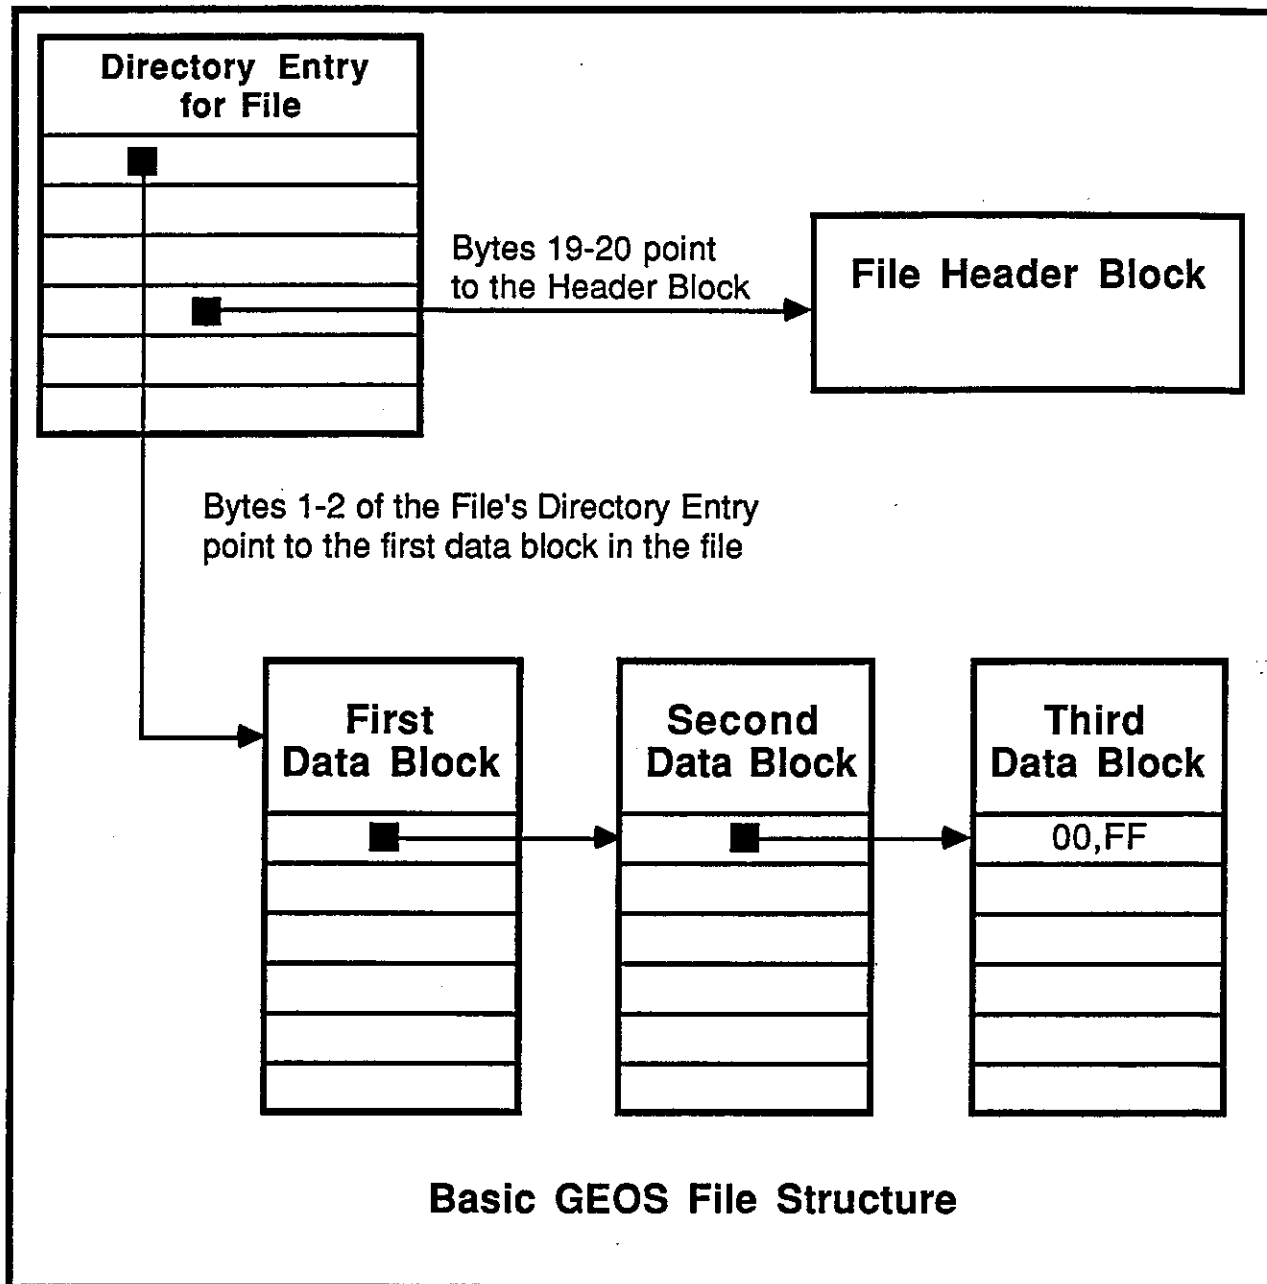 Directory Entry
for File
Bytes 19-20 point
to the Header Block
File Header Block
Bytes 1-2 of the File's Directory Entry
point to the first data block in the file
First
Data Block
Second
Data Block
Third
Data Block
00,FF
Basic GEOS File Structure